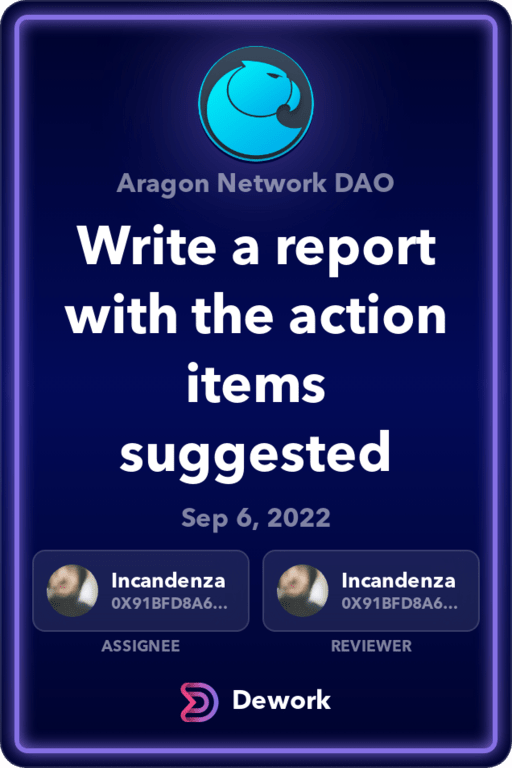 Aragon Network DAO
Write a report
with the action
items
suggested
Sep 6, 2022
Incandenza
0X91BFD8A6...
ASSIGNEE
Incandenza
0X91BFD8A6...
REVIEWER
Dework